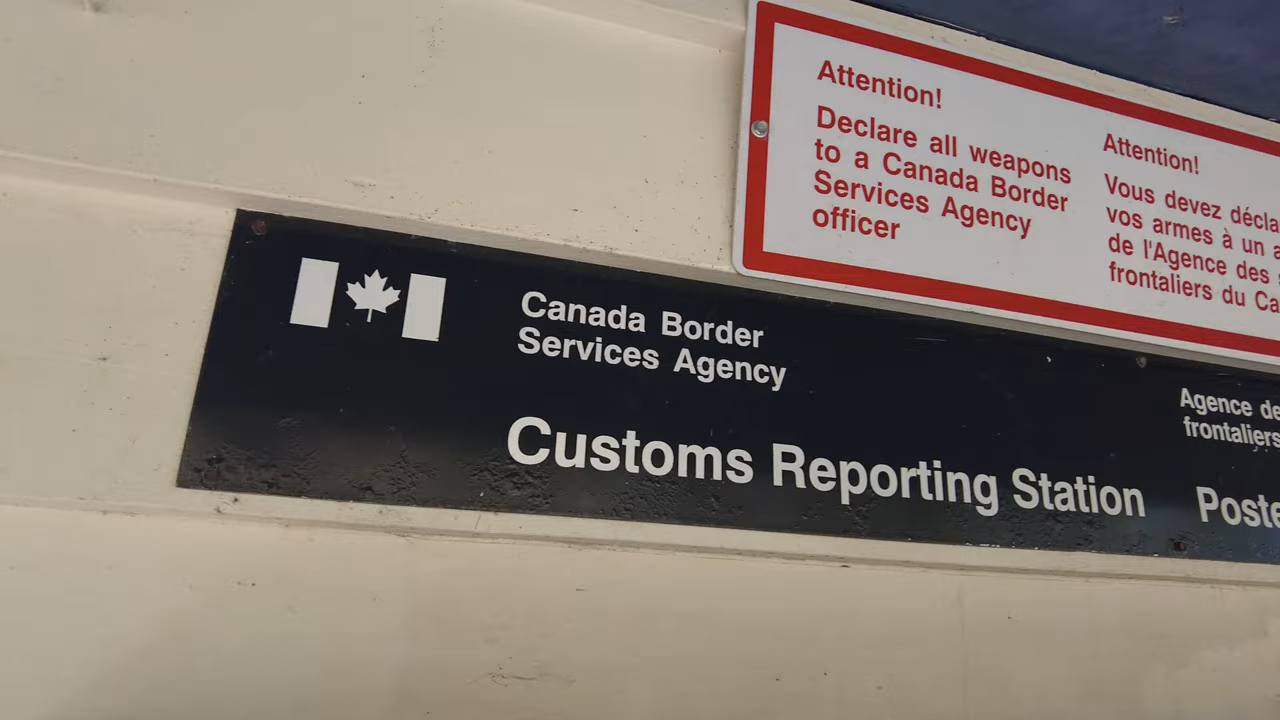 Attention!
Declare all weapons
to a Canada Border
Services Agency
officer
Attention!
Vous devez décla
vos armes à un a
de l'Agence des
frontaliers du Ca
Canada Border
Services Agency
Customs Reporting Station
Agence de
frontaliers
Poste